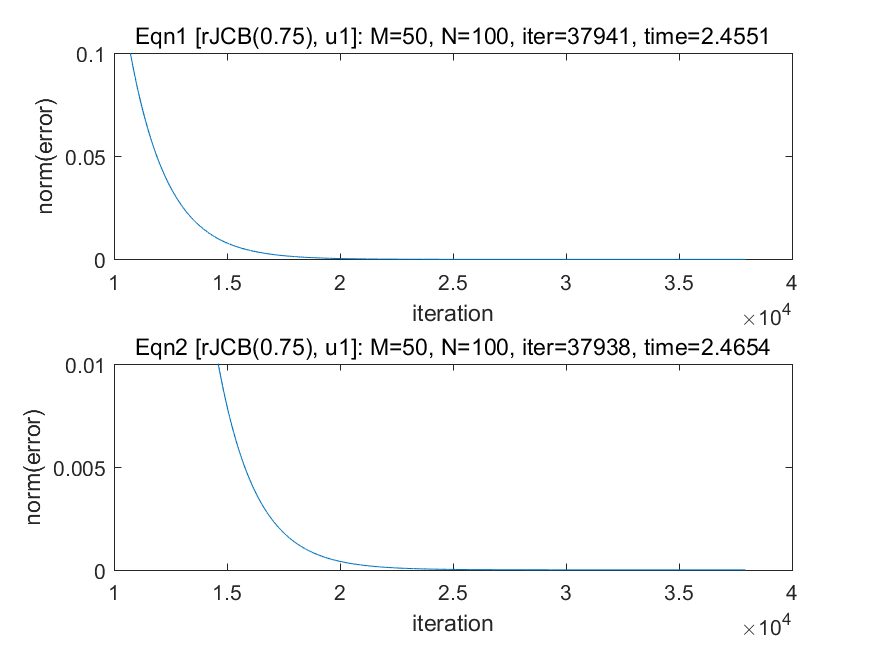 Eqn1 [rJCB(0.75), u1]: M=50, N=100, iter=37941, time=2.4551
0.1
0.05
0
norm(error)
1 1.5 2 2.5 3 3.5 4
iteration
×10^4
Eqn2 [rJCB(0.75), u1]: M=50, N=100, iter=37938, time=2.4654
0.01
0.005
0
norm(error)
1 1.5 2 2.5 3 3.5 4
iteration
×10^4